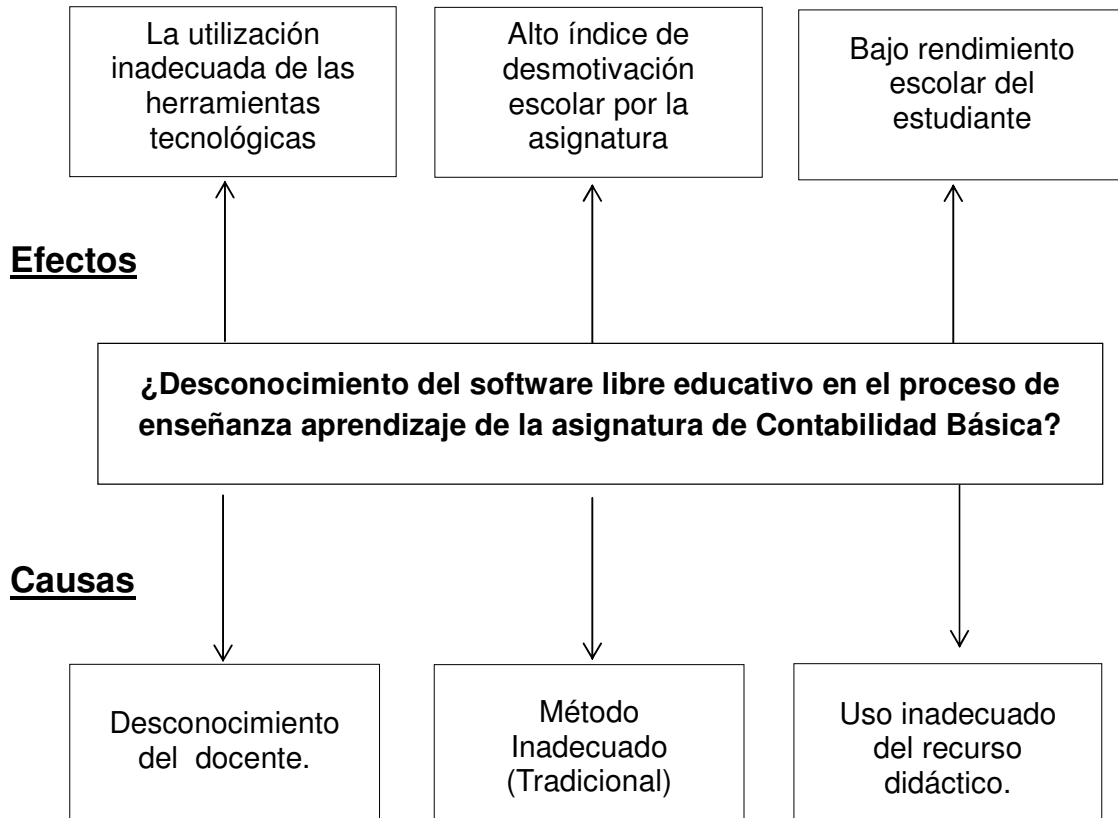 La utilización
inadecuada de las
herramientas
tecnológicas
Alto índice de
desmotivación
escolar por la
asignatura
Bajo rendimiento
escolar del
estudiante
Efectos
¿Desconocimiento del software libre educativo en el proceso de
enseñanza aprendizaje de la asignatura de Contabilidad Básica?
Causas
Desconocimiento
del docente.
Método
Inadecuado
(Tradicional)
Uso inadecuado
del recurso
didáctico.